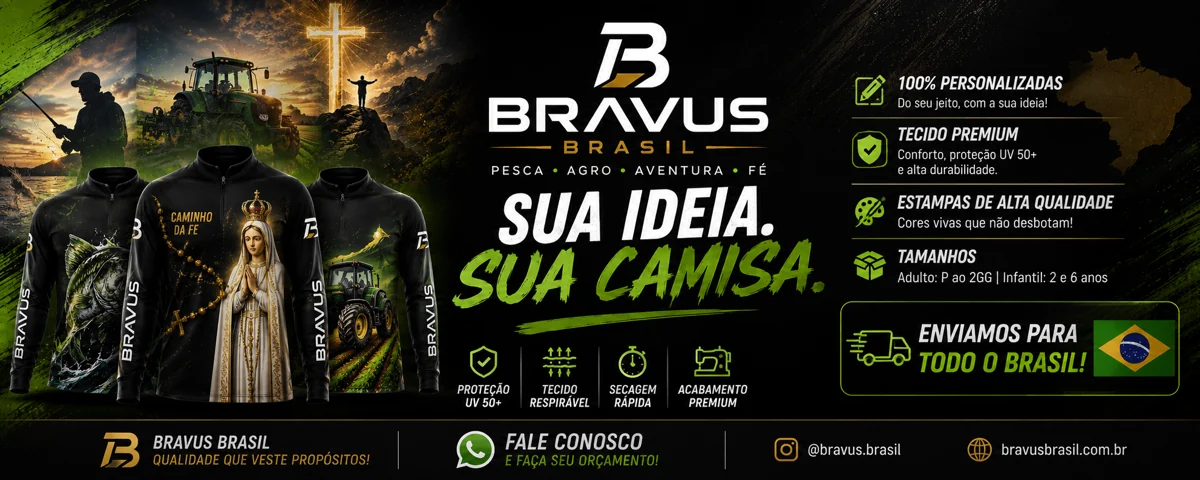 CAMINHO
DA FÉ
B
BRAVUS
B
BRAVUS
B
BRAVUS
B
BRAVUS
B
BRAVUS
BRASIL
PESCA • AGRO • AVENTURA • FÉ
SUA IDEIA.
SUA CAMISA.
PROTEÇÃO
UV 50+
TECIDO
RESPIRÁVEL
SECAGEM
RÁPIDA
ACABAMENTO
PREMIUM
100% PERSONALIZADAS
Do seu jeito, com a sua ideia!
TECIDO PREMIUM
Conforto, proteção UV 50+
e alta durabilidade.
ESTAMPAS DE ALTA QUALIDADE
Cores vivas que não desbotam!
TAMANHOS
Adulto: P ao 2GG | Infantil: 2 e 6 anos
ENVIAMOS PARA
TODO O BRASIL!
B
BRAVUS BRASIL
QUALIDADE QUE VESTE PROPÓSITOS!
FALE CONOSCO
E FAÇA SEU ORÇAMENTO!
@bravus.brasil
bravusbrasil.com.br